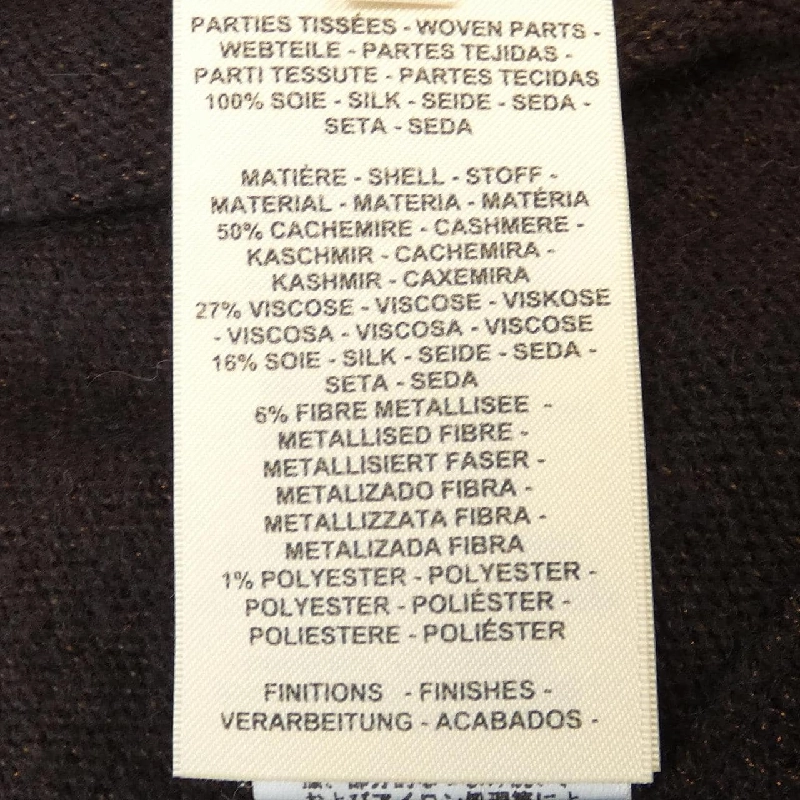 PARTIES TISSÉES - WOVEN PARTS -
WEBTEILE - PARTES TEJIDAS -
PARTI TESSUTE - PARTES TECIDAS
100% SOIE - SILK - SEIDE - SEDA -
SETA - SEDA
MATIÈRE - SHELL - STOFF -
MATERIAL - MATERIA - MATÉRIA
50% CACHEMIRE - CASHMERE -
KASCHMIR - CACHEMIRA -
KASHMIR - CAXEMIRA
27% VISCOSE - VISCOSE - VISKOSE
- VISCOSA - VISCOSA - VISCOSE
16% SOIE - SILK - SEIDE - SEDA -
SETA - SEDA
6% FIBRE METALLISEE -
METALLISED FIBRE -
METALLISIERT FASER -
METALIZADO FIBRA -
METALLIZZATA FIBRA -
METALIZADA FIBRA
1% POLYESTER - POLYESTER -
POLYESTER - POLIÉSTER -
POLIESTERE - POLIÉSTER
FINITIONS - FINISHES -
VERARBEITUNG - ACABADOS -